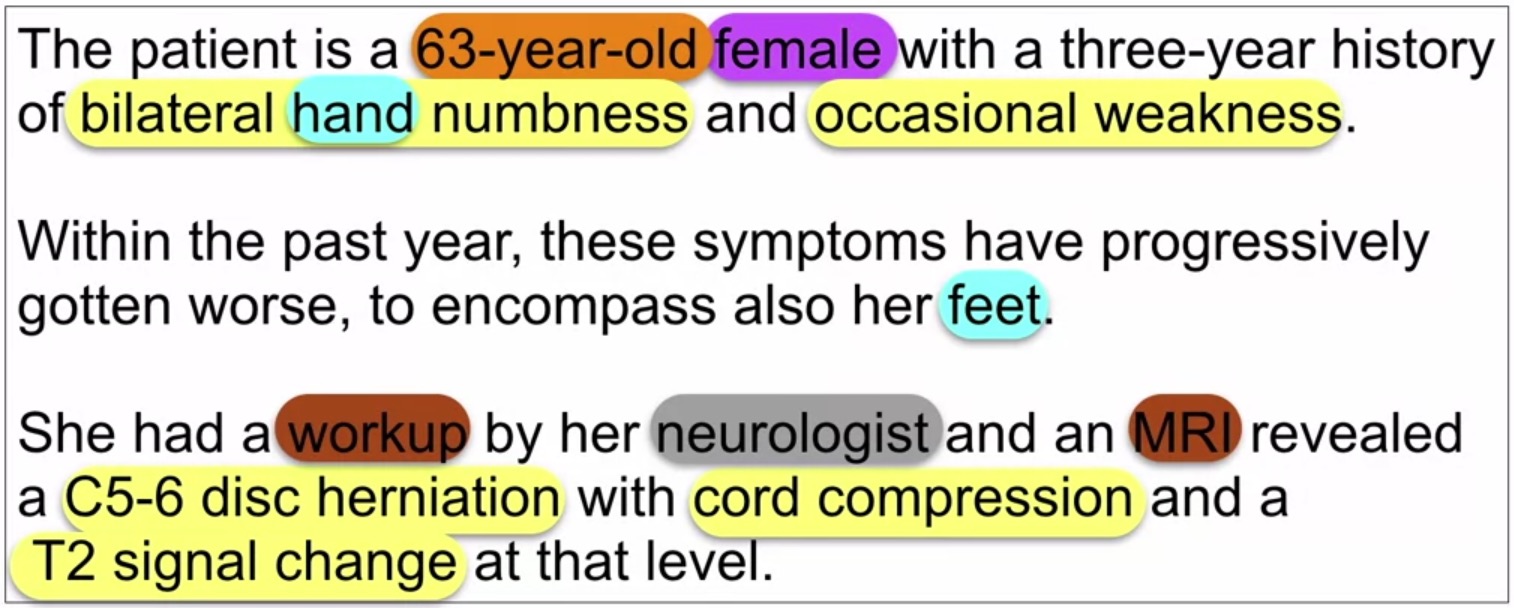 The patient is a 63-year-old female with a three-year history
of bilateral hand numbness and occasional weakness.
Within the past year, these symptoms have progressively
gotten worse, to encompass also her feet.
She had a workup by her neurologist and an MRI revealed
a C5-6 disc herniation with cord compression and a
T2 signal change at that level.